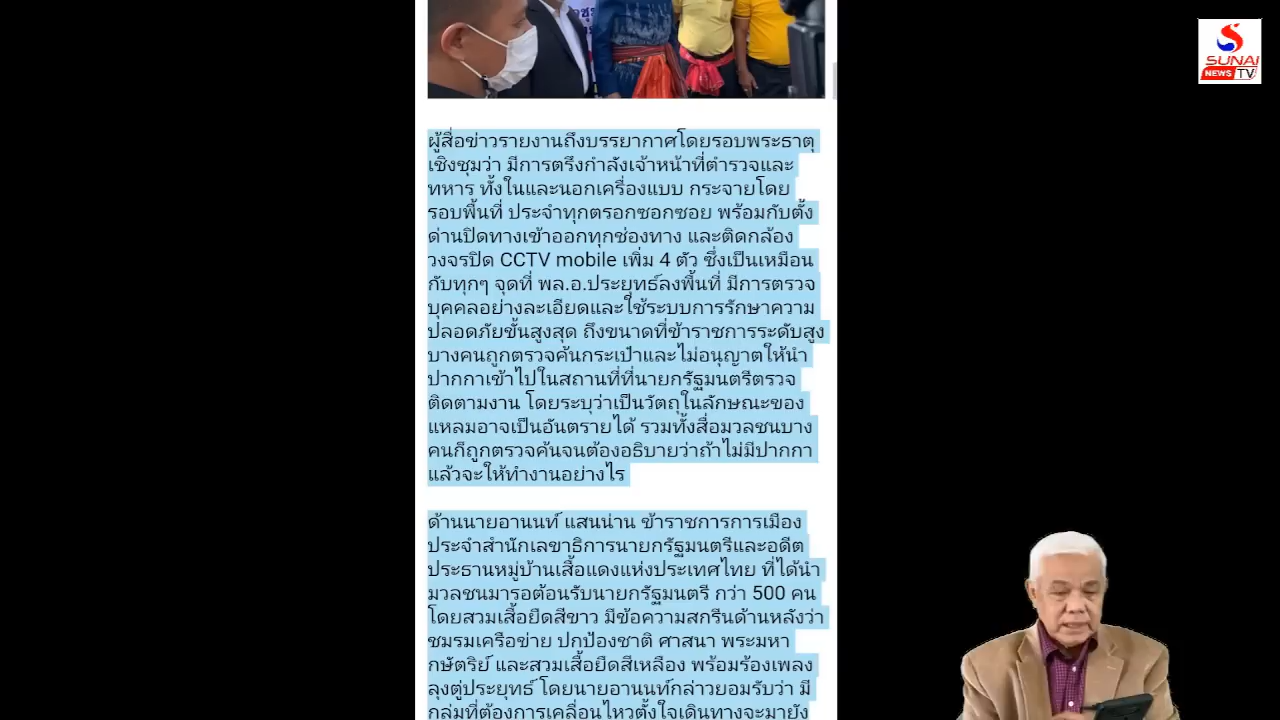 SUNAI
NEWS TV
ผู้สื่อข่าวรายงานถึงบรรยากาศโดยรอบพระธาตุ
เชิงชุมว่า มีการตรึงกำลังเจ้าหน้าที่ตำรวจและ
ทหาร ทั้งในและนอกเครื่องแบบ กระจายโดย
รอบพื้นที่ ประจำทุกตรอกซอกซอย พร้อมกับตั้ง
ด่านปิดทางเข้าออกทุกช่องทาง และติดกล้อง
วงจรปิด CCTV mobile เพิ่ม 4 ตัว ซึ่งเป็นเหมือน
กับทุกๆ จุดที่ พล.อ.ประยุทธ์ลงพื้นที่ มีการตรวจ
บุคคลอย่างละเอียดและใช้ระบบการรักษาความ
ปลอดภัยขั้นสูงสุด ถึงขนาดที่ข้าราชการระดับสูง
บางคนถูกตรวจค้นกระเป๋าและไม่อนุญาตให้นำ
ปากกาเข้าไปในสถานที่ที่นายกรัฐมนตรีตรวจ
ติดตามงาน โดยระบุว่าเป็นวัตถุในลักษณะของ
แหลมอาจเป็นอันตรายได้ รวมทั้งสื่อมวลชนบาง
คนก็ถูกตรวจค้นจนต้องอธิบายว่าถ้าไม่มีปากกา
แล้วจะให้ทำงานอย่างไร
ด้านนายอานนท์ แสนน่าน ข้าราชการการเมือง
ประจำสำนักเลขาธิการนายกรัฐมนตรีและอดีต
ประธานหมู่บ้านเสื้อแดงแห่งประเทศไทย ที่ได้นำ
มวลชนมารอต้อนรับนายกรัฐมนตรี กว่า 500 คน
โดยสวมเสื้อยืดสีขาว มีข้อความสกรีนด้านหลังว่า
ชมรมเครือข่าย ปกป้องชาติ ศาสนา พระมหา
กษัตริย์ และสวมเสื้อยืดสีเหลือง พร้อมร้องเพลง
ลุงตู่ประยุทธ์ โดยนายอานนท์กล่าวยอมรับว่า มี
กลุ่มที่ต้องการเคลื่อนไหวตั้งใจเดินทางจะมายัง